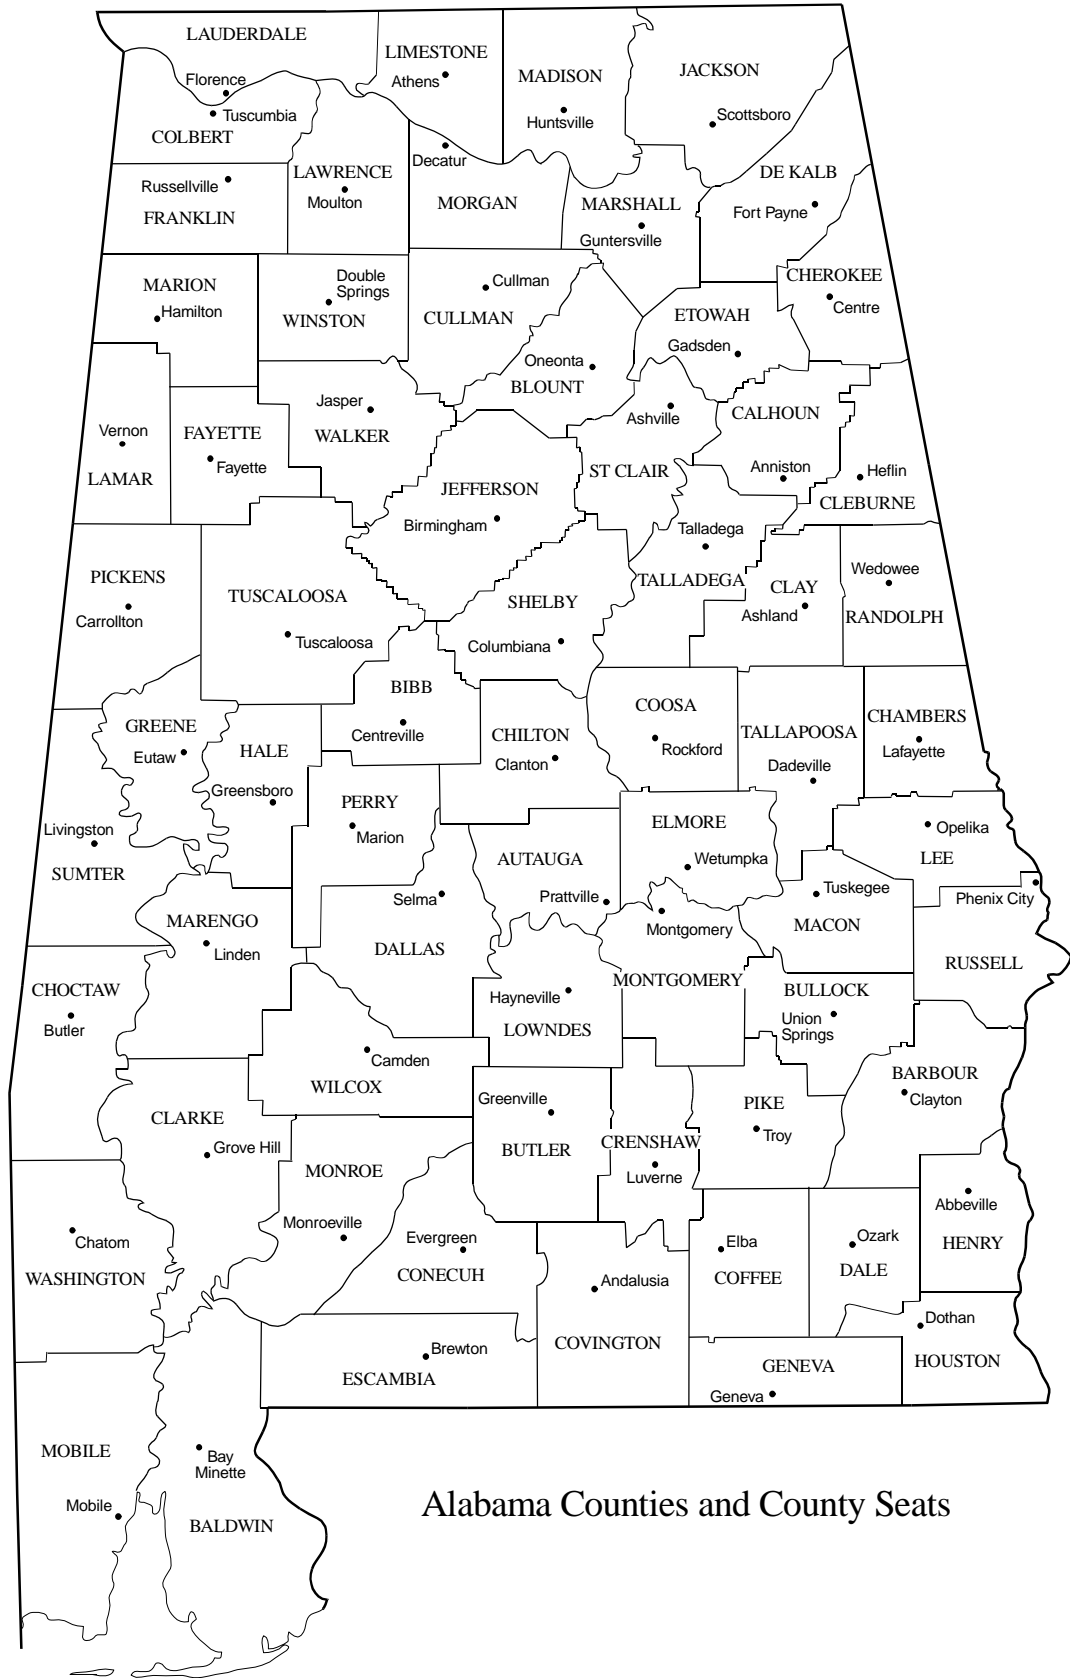 LAUDERDALE
LIMESTONE
MADISON
JACKSON
Florence
Athens
Huntsville
Scottsboro
Tuscumbia
COLBERT
Decatur
LAWRENCE
Moulton
DE KALB
Russellville
FRANKLIN
MORGAN
MARSHALL
Fort Payne
Guntersville
MARION
Hamilton
Double
Springs
WINSTON
Cullman
CULLMAN
CHEROKEE
Centre
ETOWAH
Gadsden
Oneonta
BLOUNT
Jasper
WALKER
Ashville
CALHOUN
Vernon
LAMAR
FAYETTE
Fayette
ST CLAIR
Anniston
Heflin
CLEBURNE
JEFFERSON
Birmingham
Talladega
TALLADEGA
PICKENS
Carrollton
TUSCALOOSA
Tuscaloosa
SHELBY
Columbiana
CLAY
Ashland
Wedowee
RANDOLPH
BIBB
Centreville
COOSA
Rockford
GREENE
Eutaw
HALE
Greensboro
CHILTON
Clanton
TALLAPOOSA
Dadeville
CHAMBERS
Lafayette
PERRY
Marion
Livingston
SUMTER
ELMORE
Wetumpka
Opelika
LEE
AUTAUGA
Prattville
Selma
DALLAS
Tuskegee
MACON
Phenix City
MARENGO
Linden
Montgomery
MONTGOMERY
RUSSELL
CHOCTAW
Butler
Hayneville
LOWNDES
BULLOCK
Union
Springs
Camden
WILCOX
BARBOUR
Clayton
CLARKE
Grove Hill
Greenville
BUTLER
PIKE
Troy
CRENSHAW
Luverne
MONROE
Monroeville
Abbeville
HENRY
Chatom
WASHINGTON
Evergreen
CONECUH
Elba
COFFEE
Ozark
DALE
Andalusia
COVINGTON
Dothan
HOUSTON
Brewton
ESCAMBIA
GENEVA
Geneva
MOBILE
Mobile
Bay
Minette
BALDWIN
Alabama Counties and County Seats